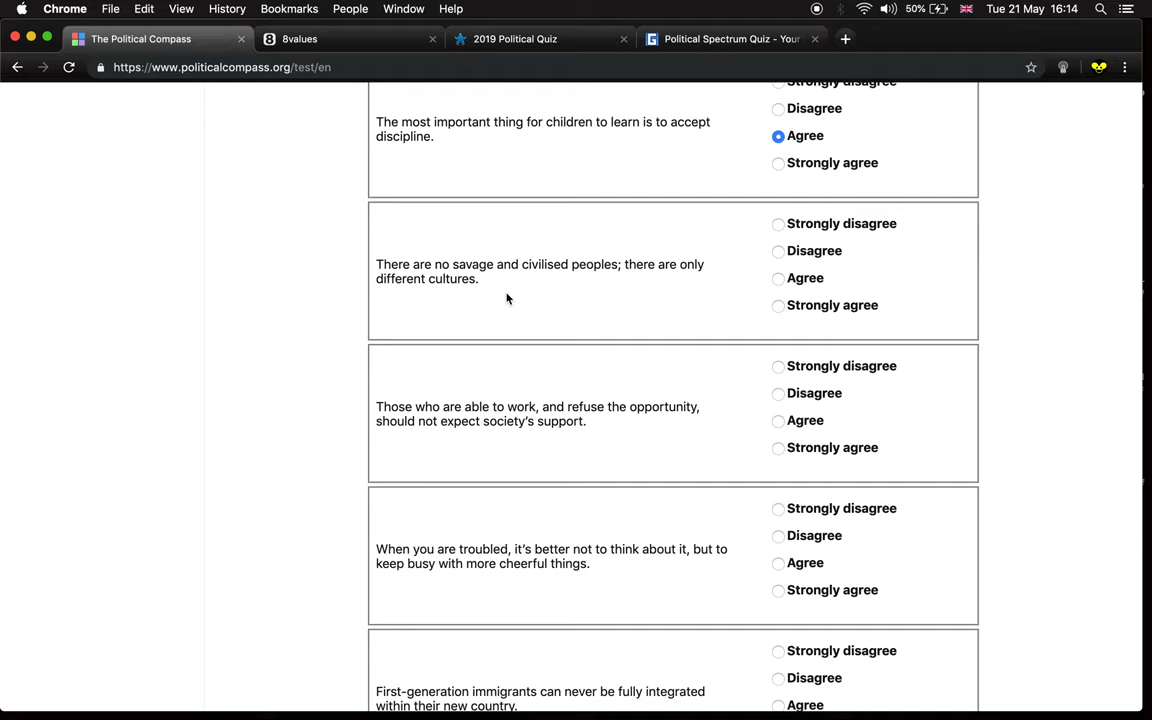 Chrome File Edit View History Bookmarks People Window Help 50% Tue 21 May 16:14
The Political Compass 8 8values 2019 Political Quiz G Political Spectrum Quiz - Your
https://www.politicalcompass.org/test/en
Strongly disagree
Disagree
The most important thing for children to learn is to accept
discipline.
Agree
Strongly agree
Strongly disagree
Disagree
There are no savage and civilised peoples; there are only
different cultures.
Agree
Strongly agree
Strongly disagree
Disagree
Those who are able to work, and refuse the opportunity,
should not expect society’s support.
Agree
Strongly agree
Strongly disagree
Disagree
When you are troubled, it’s better not to think about it, but to
keep busy with more cheerful things.
Agree
Strongly agree
Strongly disagree
Disagree
First-generation immigrants can never be fully integrated
within their new country.
Agree